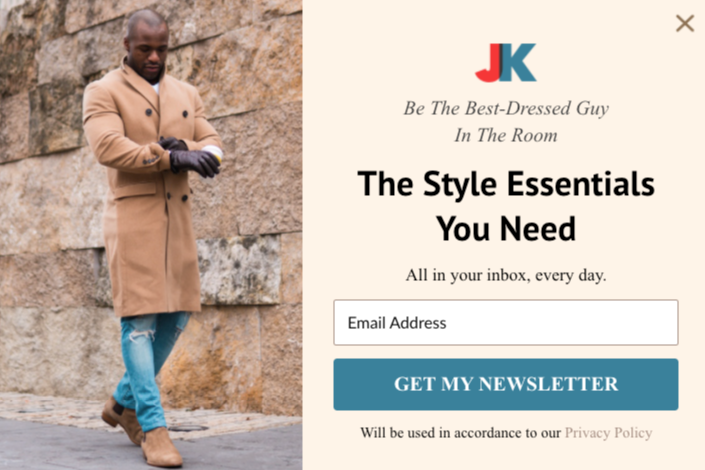 JK
Be The Best-Dressed Guy
In The Room
The Style Essentials
You Need
All in your inbox, every day.
Email Address
GET MY NEWSLETTER
Will be used in accordance to our Privacy Policy